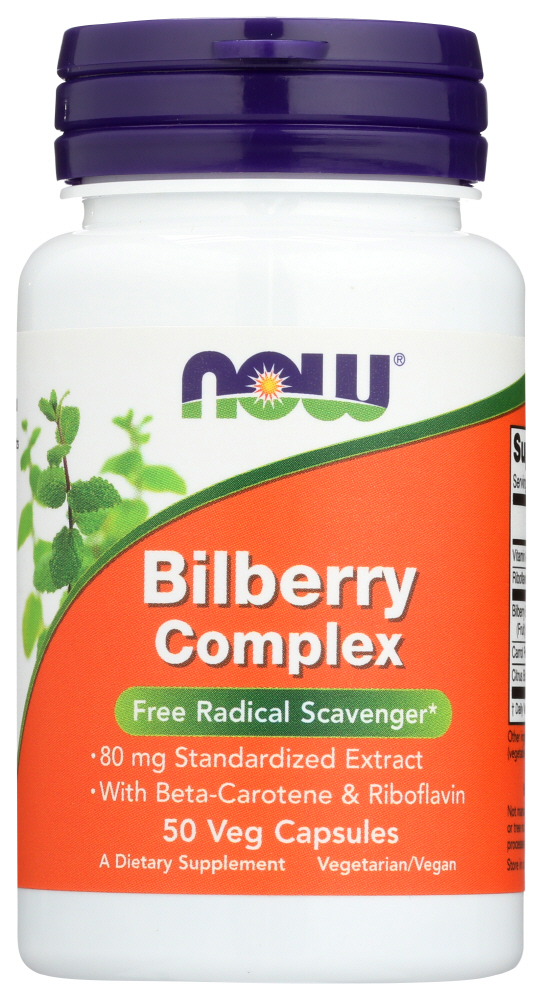 NOW®
Bilberry
Complex
Free Radical Scavenger*
•80 mg Standardized Extract
•With Beta-Carotene & Riboflavin
50 Veg Capsules
A Dietary Supplement Vegetarian/Vegan